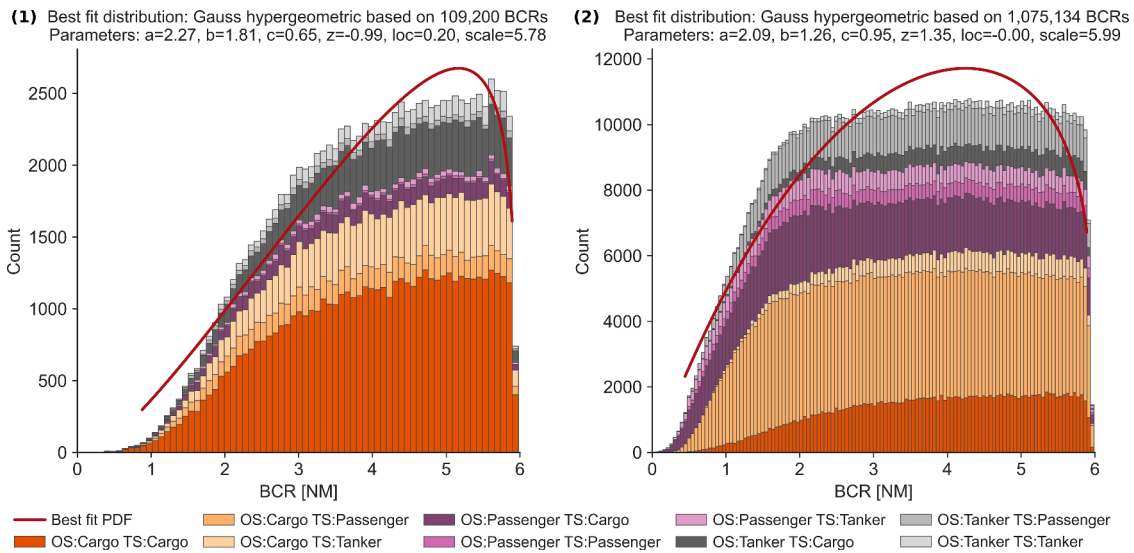 (1) Best fit distribution: Gauss hypergeometric based on 109,200 BCRs
Parameters: a=2.27, b=1.81, c=0.65, z=-0.99, loc=0.20, scale=5.78
2500
2000
1500
1000
500
0
Count
0 1 2 3 4 5 6
BCR [NM]
(2) Best fit distribution: Gauss hypergeometric based on 1,075,134 BCRs
Parameters: a=2.09, b=1.26, c=0.95, z=1.35, loc=-0.00, scale=5.99
12000
10000
8000
6000
4000
2000
0
Count
0 1 2 3 4 5 6
BCR [NM]
Best fit PDF
OS:Cargo TS:Cargo
OS:Cargo TS:Passenger
OS:Cargo TS:Tanker
OS:Passenger TS:Cargo
OS:Passenger TS:Passenger
OS:Passenger TS:Tanker
OS:Tanker TS:Cargo
OS:Tanker TS:Passenger
OS:Tanker TS:Tanker